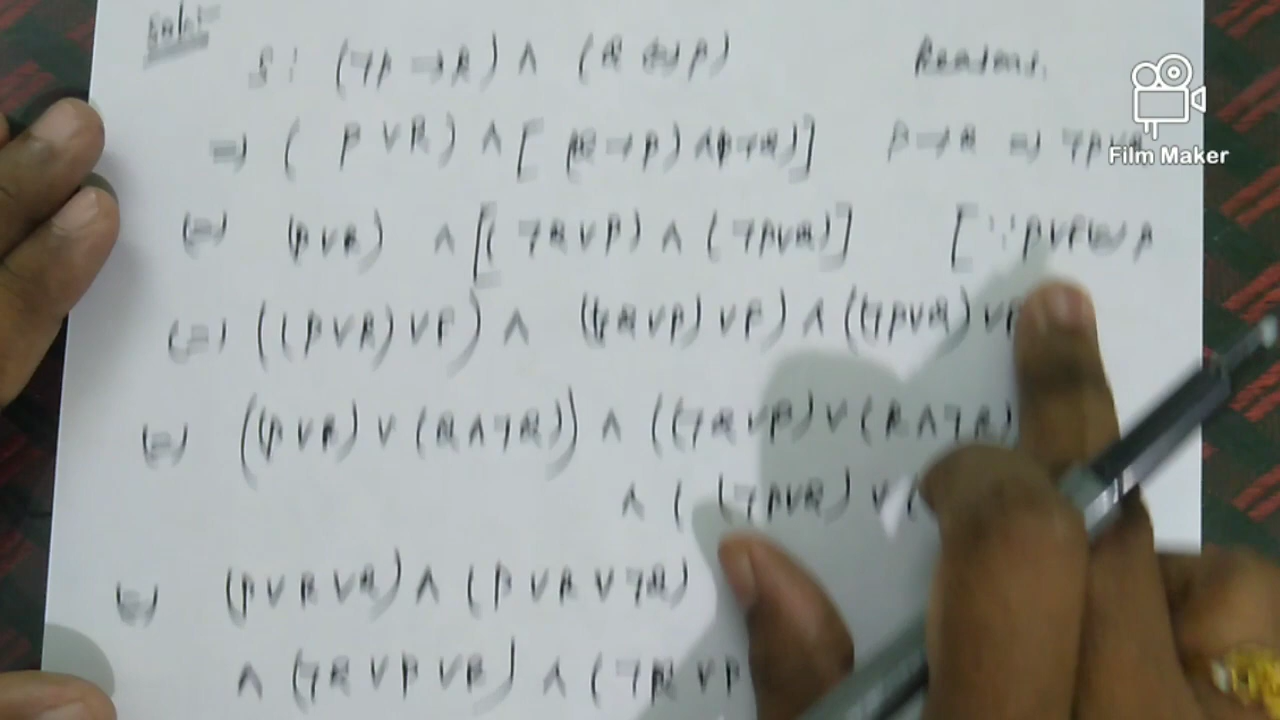 Soln:-
S: (¬P → R) ∧ (Q ⇔ P) Reasons.
⇒ (P ∨ R) ∧ [(Q → P) ∧ (P → Q)] P → R ⇒ ¬P ∨
Film Maker
⇔ (P ∨ R) ∧ [(¬Q ∨ P) ∧ (¬P ∨ Q)] [∵ P ∨ F ⇔ P
⇔ ((P ∨ R) ∨ F) ∧ ((¬Q ∨ P) ∨ F) ∧ ((¬P ∨ Q) ∨ F
⇔ ((P ∨ R) ∨ (Q ∧ ¬Q)) ∧ ((¬Q ∨ P) ∨ (R ∧ ¬R)
∧ ((¬P ∨ Q) ∨ (
⇔ (P ∨ R ∨ Q) ∧ (P ∨ R ∨ ¬Q)
∧ (¬Q ∨ P ∨ R) ∧ (¬Q ∨ P